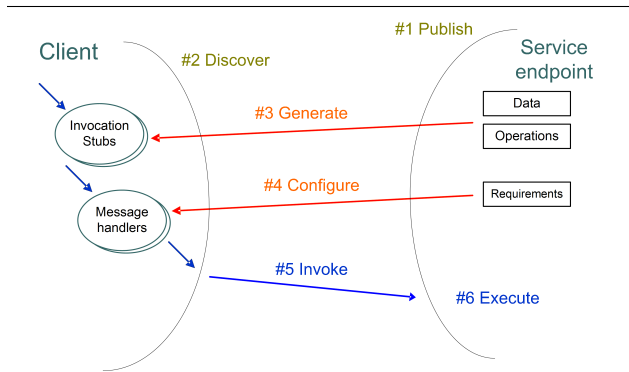 #1 Publish
Client
#2 Discover
Service
endpoint
#3 Generate
Data
Invocation
Stubs
Operations
#4 Configure
Requirements
Message
handlers
#5 Invoke
#6 Execute